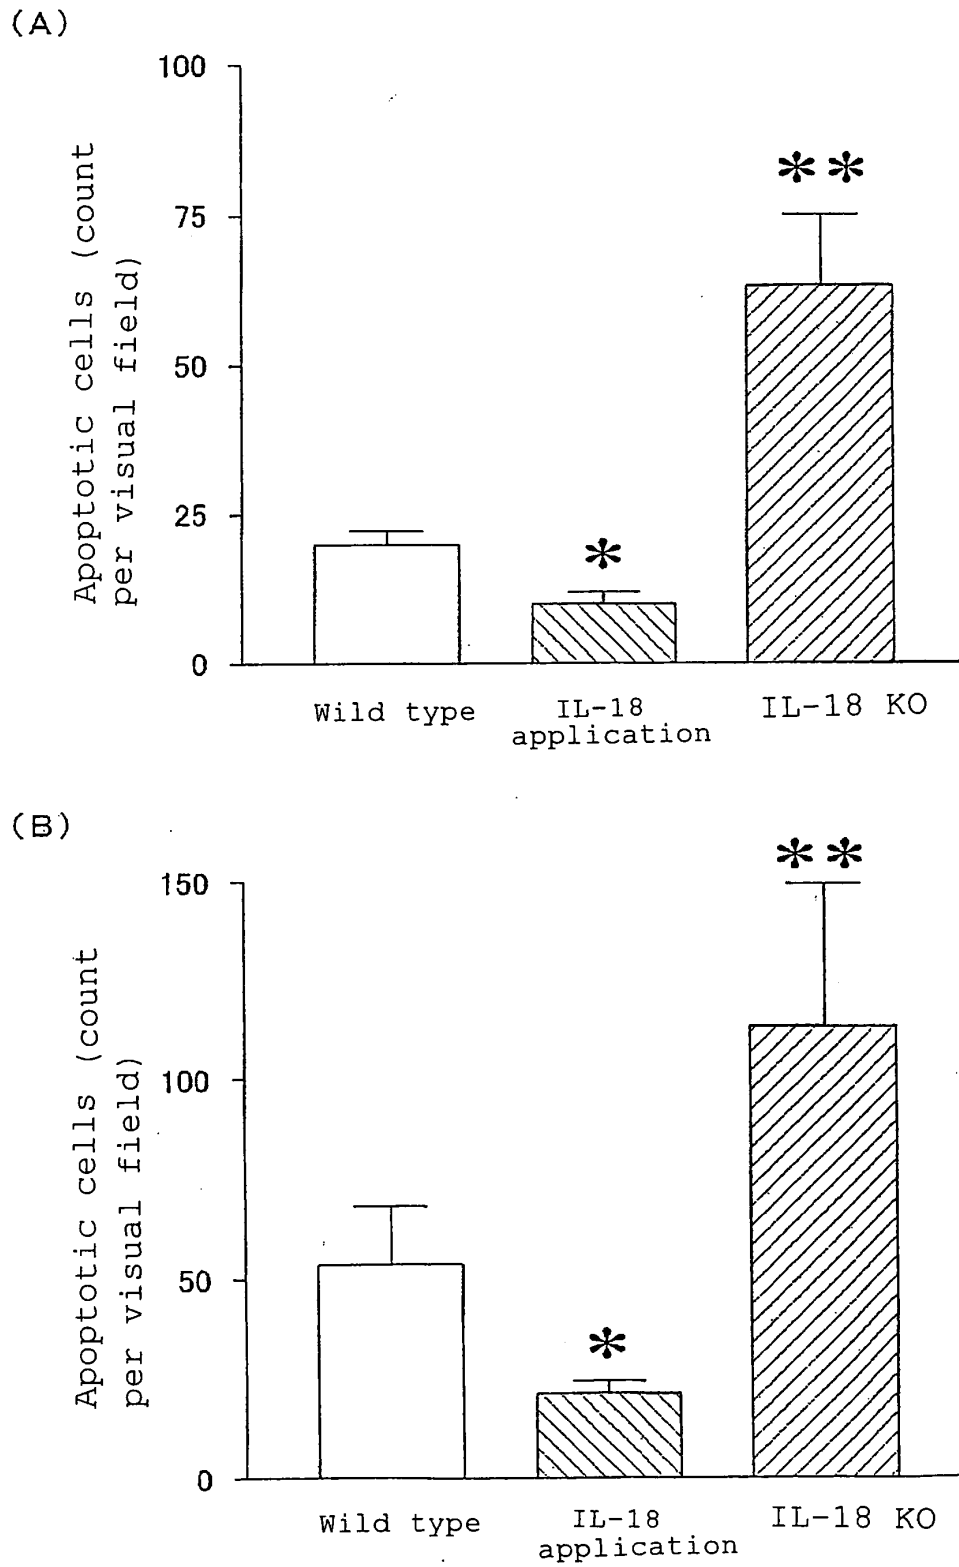 (A)
Apoptotic cells (count
per visual field)
100
75
50
25
0
*
**
Wild type
IL-18
application
IL-18 KO
(B)
Apoptotic cells (count
per visual field)
150
100
50
0
*
**
Wild type
IL-18
application
IL-18 KO